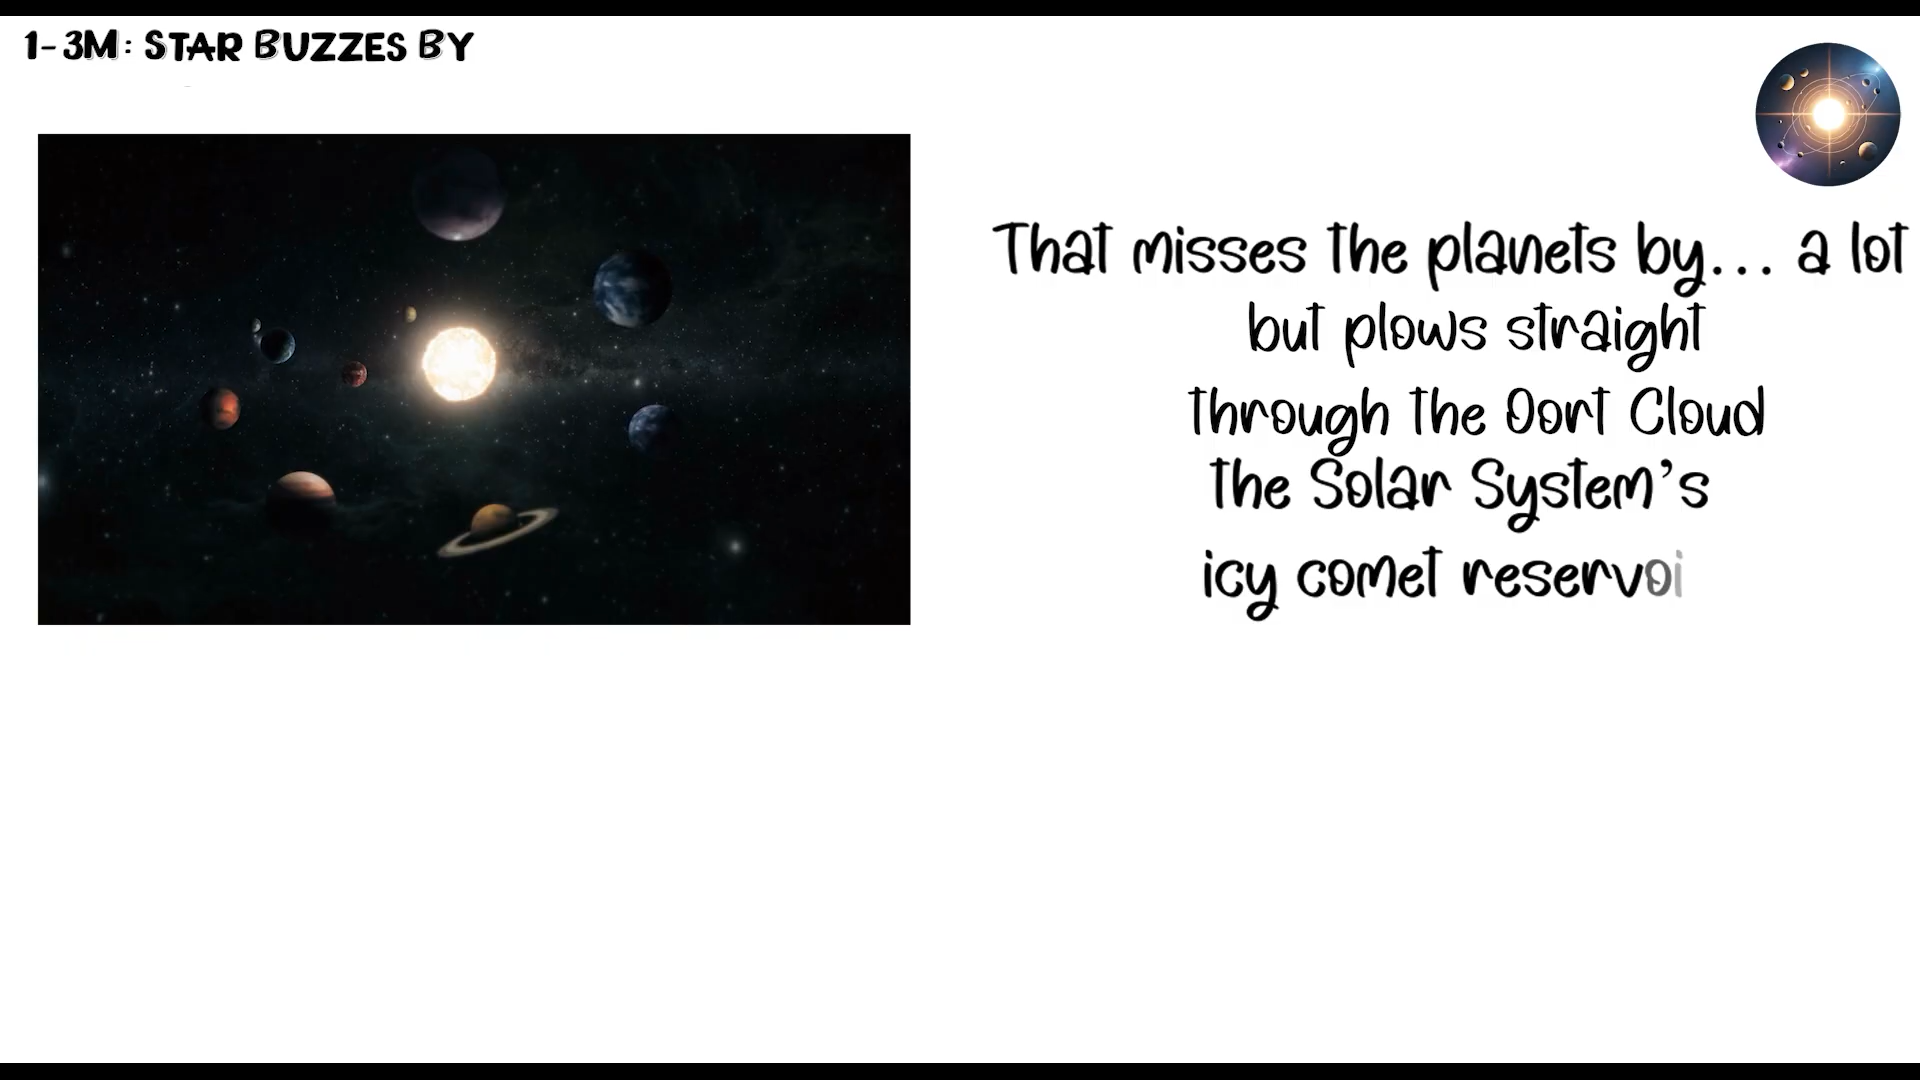 1-3M: STAR BUZZES BY
That misses the planets by... a lot
but plows straight
through the Oort Cloud
the Solar System's
icy comet reservoi